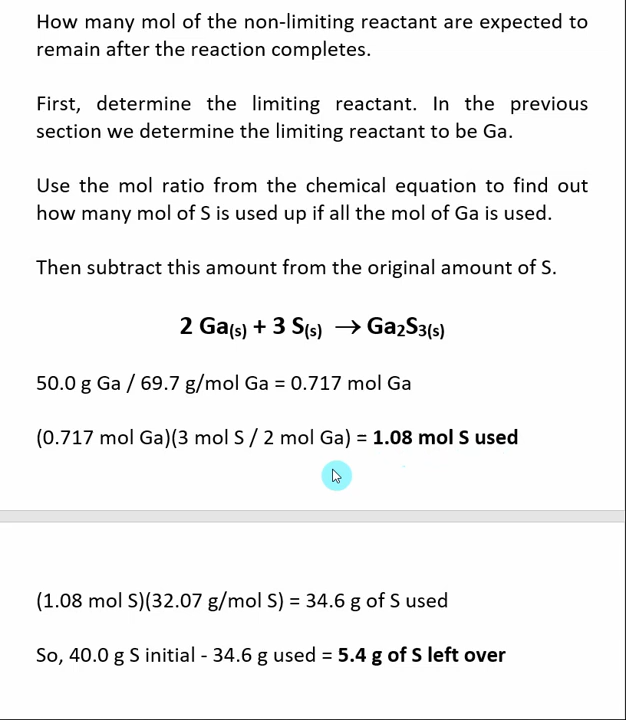 How many mol of the non-limiting reactant are expected to
remain after the reaction completes.
First, determine the limiting reactant. In the previous
section we determine the limiting reactant to be Ga.
Use the mol ratio from the chemical equation to find out
how many mol of S is used up if all the mol of Ga is used.
Then subtract this amount from the original amount of S.
2 Ga(s) + 3 S(s) → Ga2S3(s)
50.0 g Ga / 69.7 g/mol Ga = 0.717 mol Ga
(0.717 mol Ga)(3 mol S / 2 mol Ga) = 1.08 mol S used
(1.08 mol S)(32.07 g/mol S) = 34.6 g of S used
So, 40.0 g S initial - 34.6 g used = 5.4 g of S left over